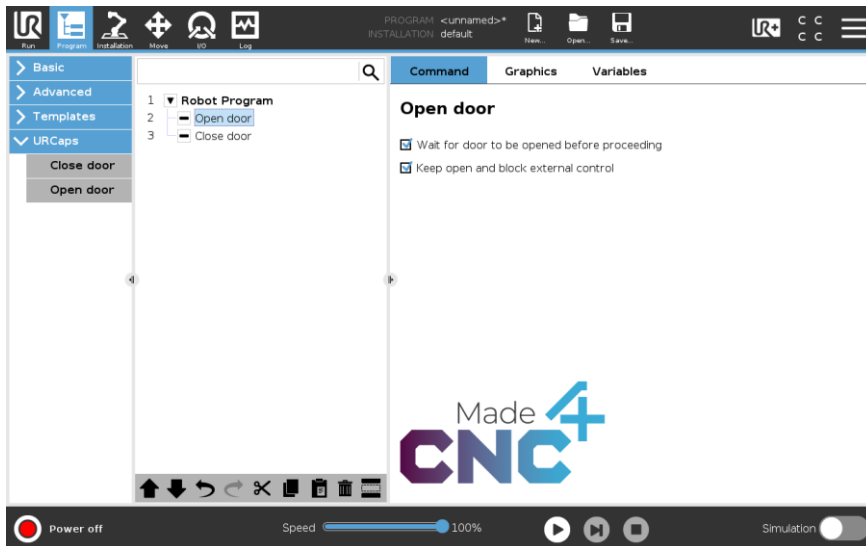 PROGRAM <unnamed>*
INSTALLATION default
Run
Program
Installation
Move
I/O
Log
New...
Open...
Save...
UR+
C C
C C
Basic
Advanced
Templates
URCaps
Close door
Open door
1 Robot Program
2 Open door
3 Close door
Command Graphics Variables
Open door
Wait for door to be opened before proceeding
Keep open and block external control
Made 4
CNC
Power off
Speed 100%
Simulation